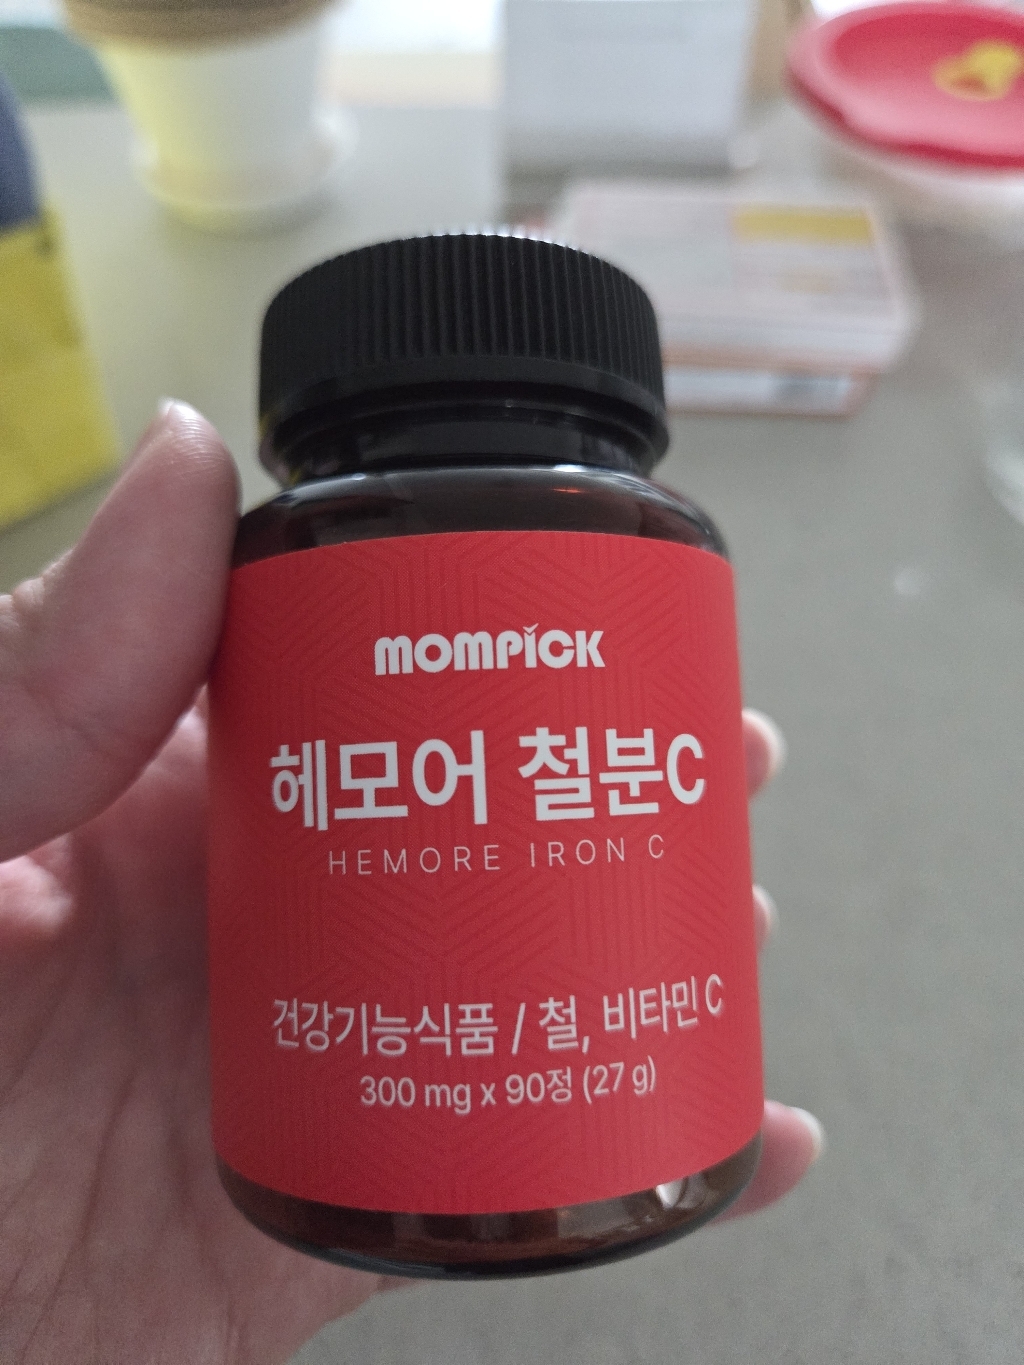 MOMPICK
헤모어 철분C
HEMORE IRON C
건강기능식품 / 철, 비타민 C
300 mg x 90정 (27 g)